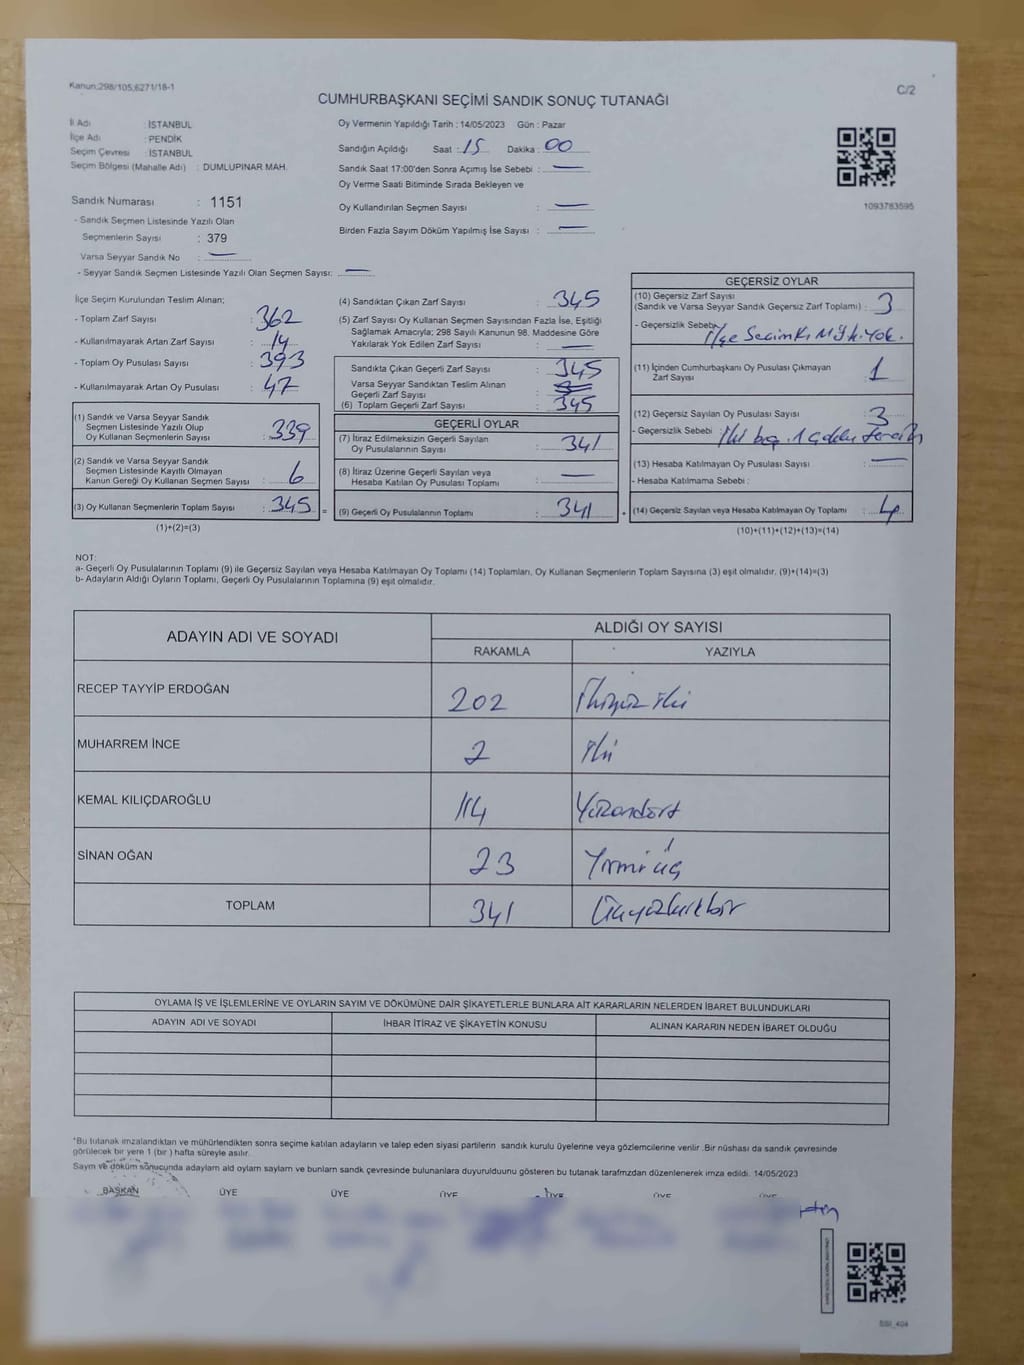 Kanun:298/105,6271/18-1
C/2
CUMHURBAŞKANI SEÇİMİ SANDIK SONUÇ TUTANAĞI
İl Adı : İSTANBUL
İlçe Adı : PENDİK
Seçim Çevresi : İSTANBUL
Seçim Bölgesi (Mahalle Adı) : DUMLUPINAR MAH.
Sandık Numarası : 1151
- Sandık Seçmen Listesinde Yazılı Olan
Seçmenlerin Sayısı : 379
Varsa Seyyar Sandık No : —
- Seyyar Sandık Seçmen Listesinde Yazılı Olan Seçmen Sayısı: —
Oy Vermenin Yapıldığı Tarih : 14/05/2023 Gün : Pazar
Sandığın Açıldığı Saat : 15 Dakika : 00
Sandık Saat 17:00'den Sonra Açımış İse Sebebi : —
Oy Verme Saati Bitiminde Sırada Bekleyen ve
Oy Kullandırılan Seçmen Sayısı : —
Birden Fazla Sayım Döküm Yapılmış İse Sayısı : —
1093783595
İlçe Seçim Kurulundan Teslim Alınan;
- Toplam Zarf Sayısı : 362
- Kullanılmayarak Artan Zarf Sayısı : 14
- Toplam Oy Pusulası Sayısı : 393
- Kullanılmayarak Artan Oy Pusulası : 47
(1) Sandık ve Varsa Seyyar Sandık
Seçmen Listesinde Yazılı Olup
Oy Kullanan Seçmenlerin Sayısı : 339
(2) Sandık ve Varsa Seyyar Sandık
Seçmen Listesinde Kayıtlı Olmayan
Kanun Gereği Oy Kullanan Seçmen Sayısı : 6
(3) Oy Kullanan Seçmenlerin Toplam Sayısı : 345 =
(1)+(2)=(3)
(4) Sandıktan Çıkan Zarf Sayısı : 345
(5) Zarf Sayısı Oy Kullanan Seçmen Sayısından Fazla İse, Eşitliği
Sağlamak Amacıyla; 298 Sayılı Kanunun 98. Maddesine Göre
Yakılarak Yok Edilen Zarf Sayısı : —
Sandıkta Çıkan Geçerli Zarf Sayısı : 345
Varsa Seyyar Sandıktan Teslim Alınan
Geçerli Zarf Sayısı :
(6) Toplam Geçerli Zarf Sayısı : 345
GEÇERLİ OYLAR
(7) İtiraz Edilmeksizin Geçerli Sayılan
Oy Pusulalarının Sayısı : 341
(8) İtiraz Üzerine Geçerli Sayılan veya
Hesaba Katılan Oy Pusulası Toplamı : —
(9) Geçerli Oy Pusulalarının Toplamı : 341 +
GEÇERSİZ OYLAR
(10) Geçersiz Zarf Sayısı
(Sandık ve Varsa Seyyar Sandık Geçersiz Zarf Toplamı) : 3
- Geçersizlik Sebebi İlçe Seçim Mühr. Yok.
(11) İçinden Cumhurbaşkanı Oy Pusulası Çıkmayan
Zarf Sayısı : 1
(12) Geçersiz Sayılan Oy Pusulası Sayısı : 3
- Geçersizlik Sebebi : İki boş. 1
(13) Hesaba Katılmayan Oy Pusulası Sayısı : —
- Hesaba Katılmama Sebebi :
(14) Geçersiz Sayılan veya Hesaba Katılmayan Oy Toplamı : 4
(10)+(11)+(12)+(13)=(14)
NOT:
a- Geçerli Oy Pusulalarının Toplamı (9) ile Geçersiz Sayılan veya Hesaba Katılmayan Oy Toplamı (14) Toplamları, Oy Kullanan Seçmenlerin Toplam Sayısına (3) eşit olmalıdır. (9)+(14)=(3)
b- Adayların Aldığı Oyların Toplamı, Geçerli Oy Pusulalarının Toplamına (9) eşit olmalıdır.
ADAYIN ADI VE SOYADI ALDIĞI OY SAYISI
RAKAMLA YAZIYLA
RECEP TAYYİP ERDOĞAN 202 İkiyüz iki
MUHARREM İNCE 2 iki
KEMAL KILIÇDAROĞLU 114 Yüzondört
SİNAN OĞAN 23 Yirmi üç
TOPLAM 341 Üçyüzkırkbir
OYLAMA İŞ VE İŞLEMLERİNE VE OYLARIN SAYIM VE DÖKÜMÜNE DAİR ŞİKAYETLERLE BUNLARA AİT KARARLARIN NELERDEN İBARET BULUNDUKLARI
ADAYIN ADI VE SOYADI İHBAR İTİRAZ VE ŞİKAYETİN KONUSU ALINAN KARARIN NEDEN İBARET OLDUĞU
*Bu tutanak imzalandıktan ve mühürlendikten sonra seçime katılan adayların ve talep eden siyasi partilerin sandık kurulu üyelerine veya gözlemcilerine verilir .Bir nüshası da sandık çevresinde
görülecek bir yere 1 (bir ) hafta süreyle asılır.
Sayım ve döküm sonucunda adayların ald oyların sayların ve bunların sandık çevresinde bulunanlara duyurulduunu gösteren bu tutanak tarafmzdan düzenlenerek imza edildi. 14/05/2023
BAŞKAN ÜYE ÜYE ÜYE ÜYE ÜYE ÜYE
SSI_404